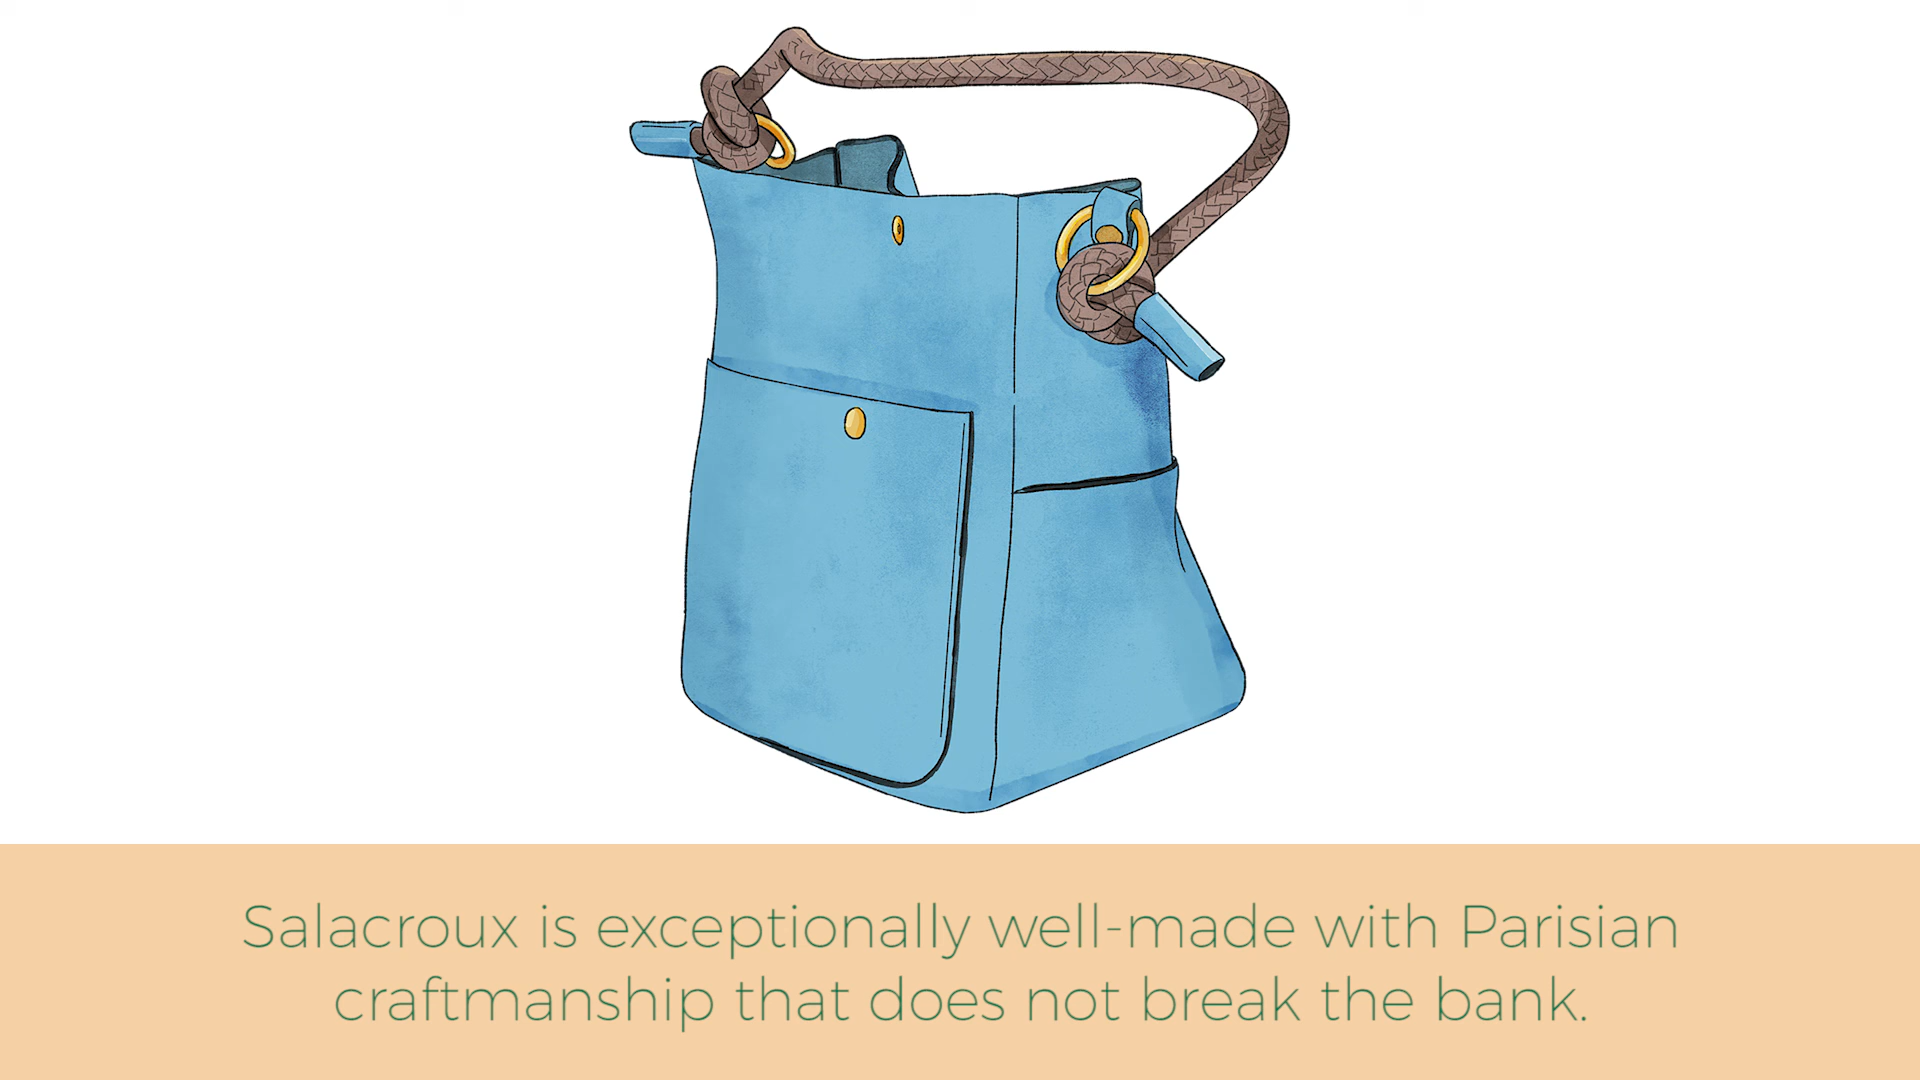 Salacroux is exceptionally well-made with Parisian
craftmanship that does not break the bank.